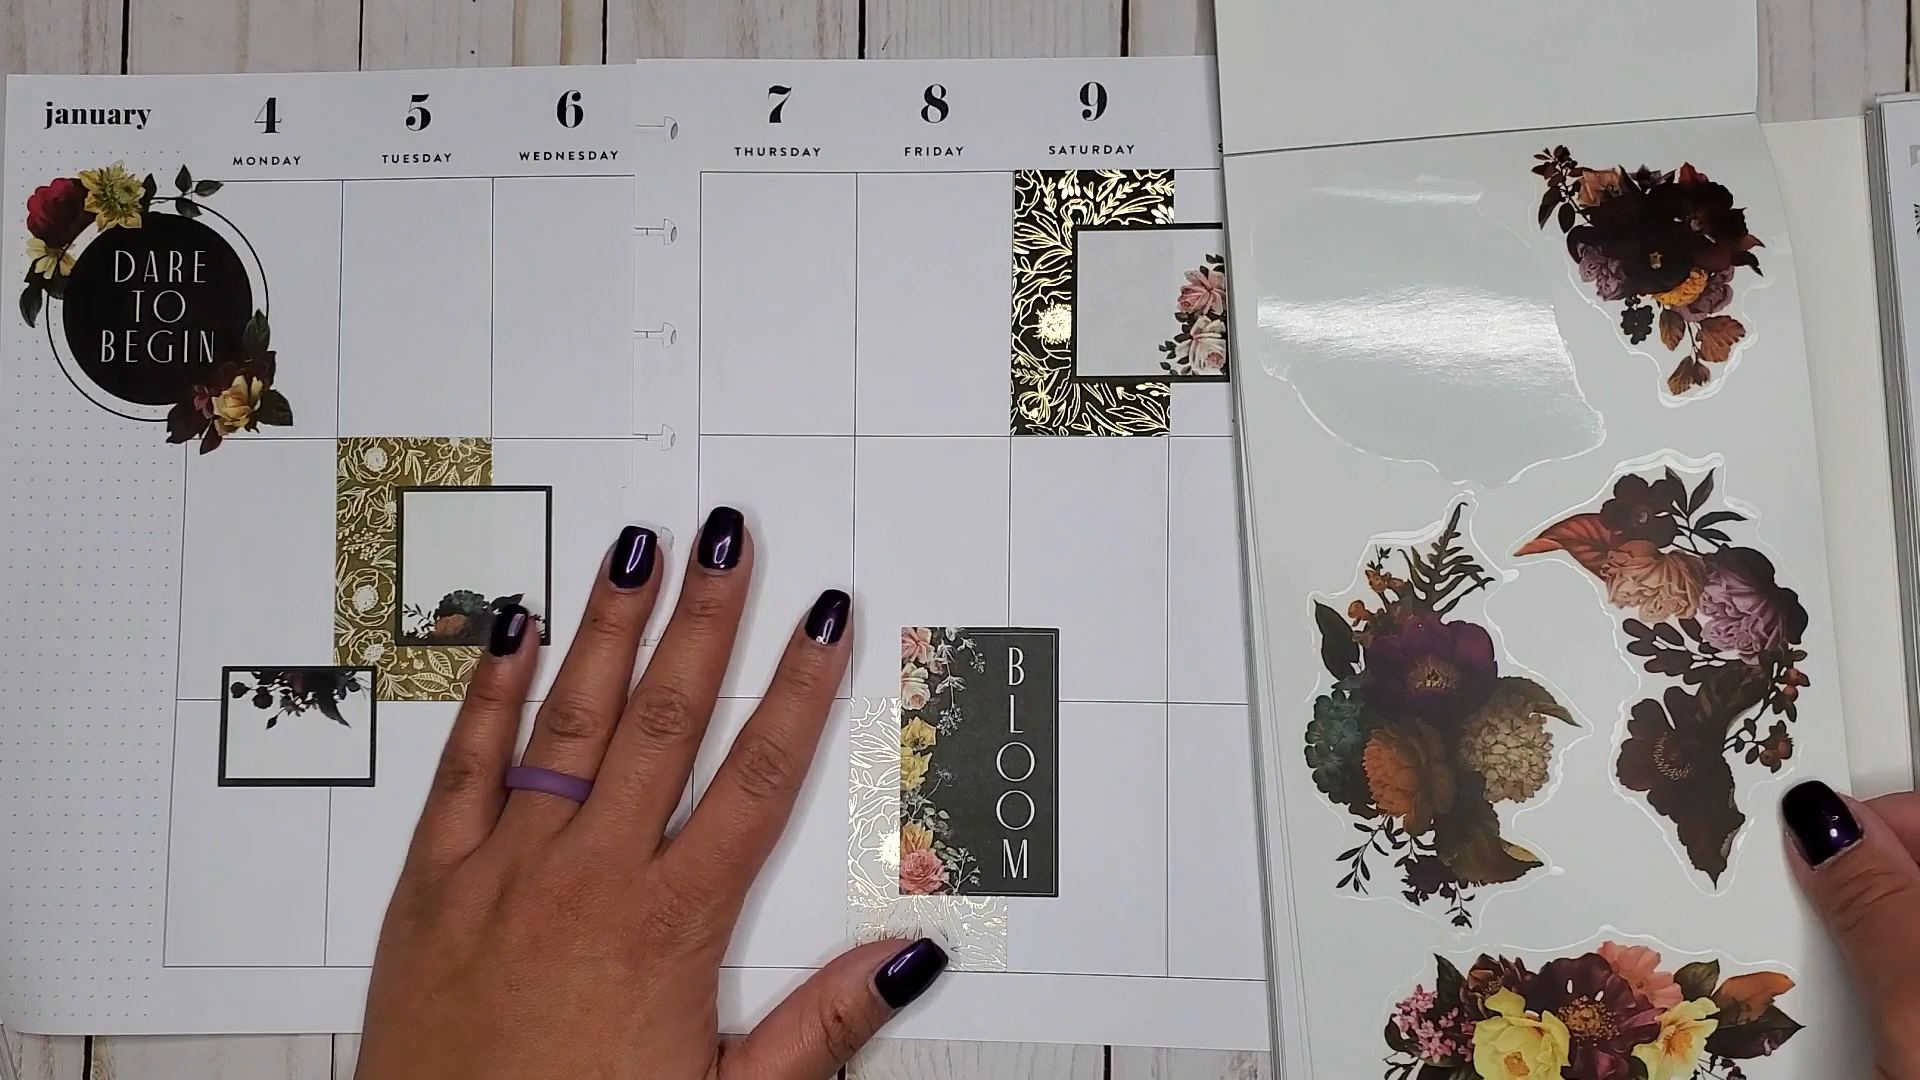 january
4
MONDAY
5
TUESDAY
6
WEDNESDAY
7
THURSDAY
8
FRIDAY
9
SATURDAY
DARE
TO
BEGIN
BLOOM